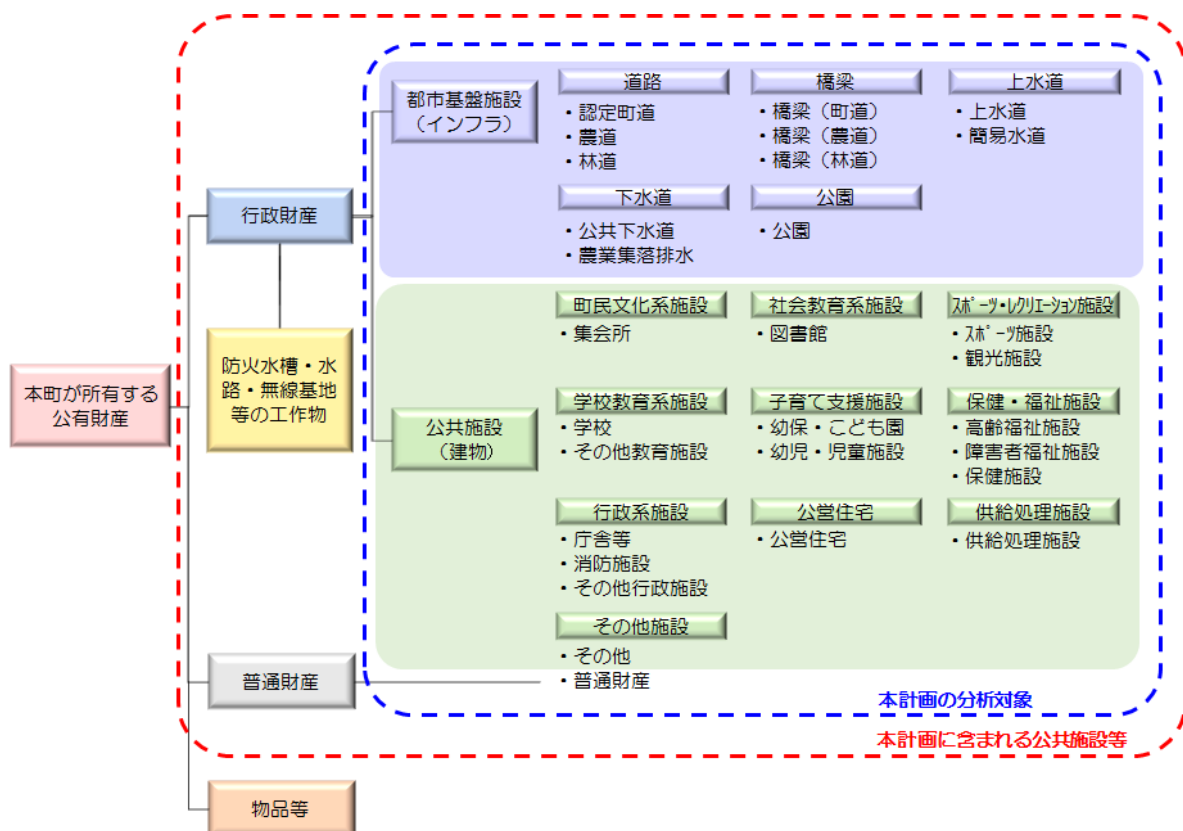 本町が所有する
公有財産
行政財産
防火水槽・水
路・無線基地
等の工作物
普通財産
物品等
都市基盤施設
（インフラ）
道路
・認定町道
・農道
・林道
橋梁
・橋梁（町道）
・橋梁（農道）
・橋梁（林道）
上水道
・上水道
・簡易水道
下水道
・公共下水道
・農業集落排水
公園
・公園
公共施設
（建物）
町民文化系施設
・集会所
社会教育系施設
・図書館
ｽﾎﾟｰﾂ・ﾚｸﾘｴｰｼｮﾝ施設
・ｽﾎﾟｰﾂ施設
・観光施設
学校教育系施設
・学校
・その他教育施設
子育て支援施設
・幼保・こども園
・幼児・児童施設
保健・福祉施設
・高齢福祉施設
・障害者福祉施設
・保健施設
行政系施設
・庁舎等
・消防施設
・その他行政施設
公営住宅
・公営住宅
供給処理施設
・供給処理施設
その他施設
・その他
・普通財産
本計画の分析対象
本計画に含まれる公共施設等